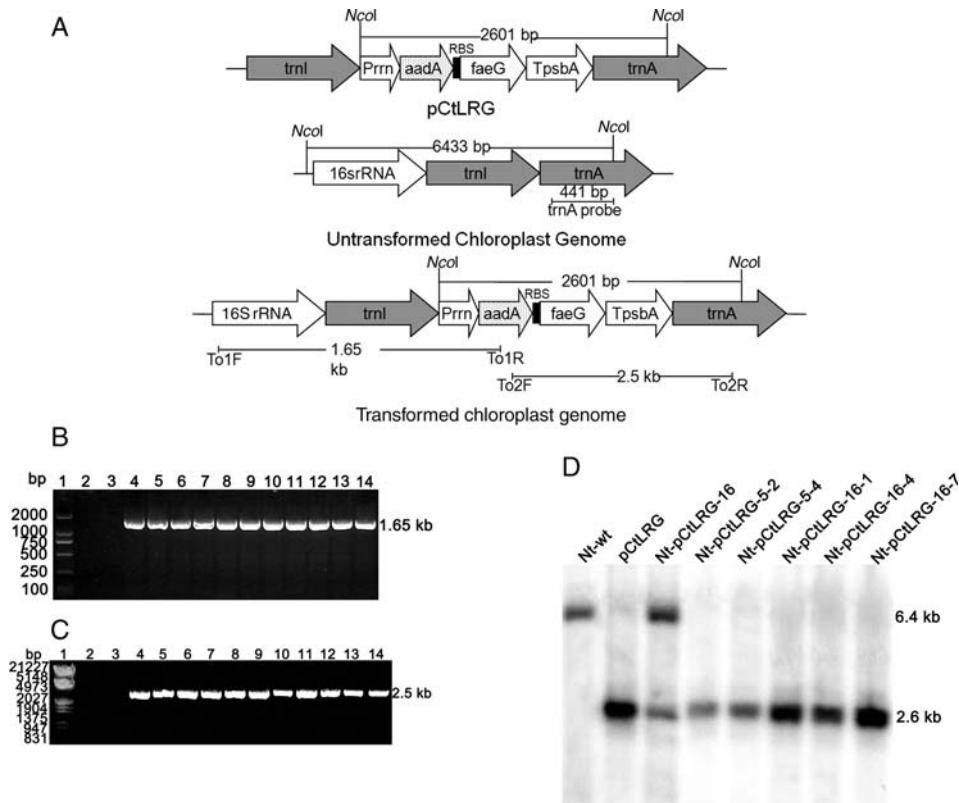 A
NcoI NcoI
2601 bp
RBS
trnI Prrn aadA faeG TpsbA trnA
pCtLRG
NcoI NcoI
6433 bp
16srRNA trnI trnA
441 bp
trnA probe
Untransformed Chloroplast Genome
NcoI NcoI
2601 bp
RBS
16S rRNA trnI Prrn aadA faeG TpsbA trnA
To1F 1.65 kb To1R
To2F 2.5 kb To2R
Transformed chloroplast genome
B
bp 1 2 3 4 5 6 7 8 9 10 11 12 13 14
2000
1000
750
500
250
100
1.65 kb
C
bp 1 2 3 4 5 6 7 8 9 10 11 12 13 14
21227
5148
4973
2027
1904
1375
947
831
2.5 kb
D
Nt-wt
pCtLRG
Nt-pCtLRG-16
Nt-pCtLRG-5-2
Nt-pCtLRG-5-4
Nt-pCtLRG-16-1
Nt-pCtLRG-16-4
Nt-pCtLRG-16-7
6.4 kb
2.6 kb